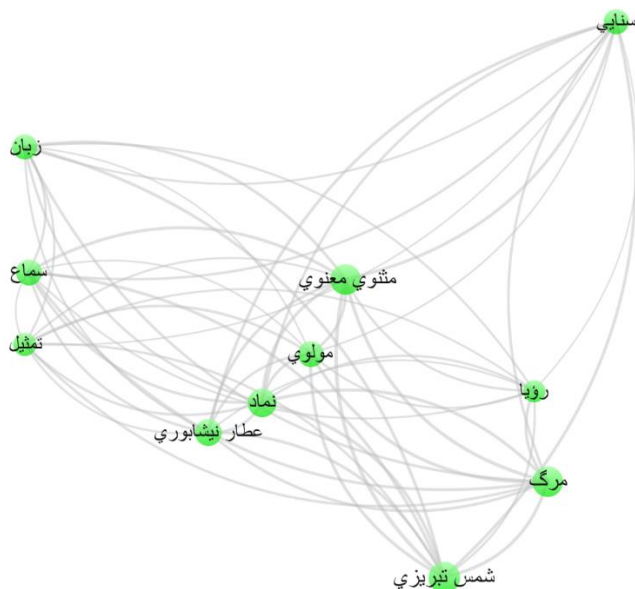 سنايي
زبان
سماع
مثنوي معنوي
تمثيل
مولوي
رؤيا
نماد
عطار نيشابوري
مرگ
شمس تبريزي